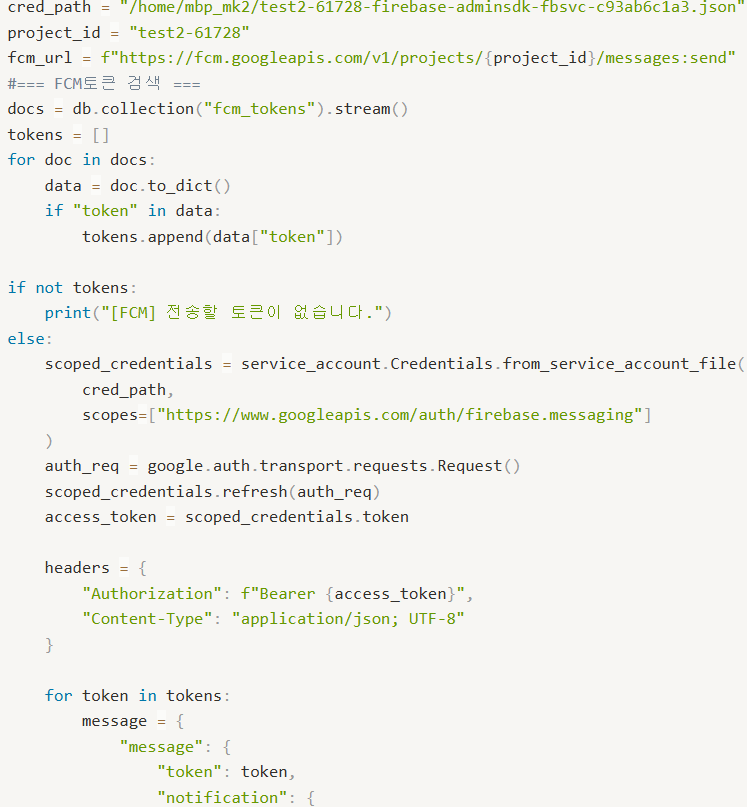 cred_path = "/home/mbp_mk2/test2-61728-firebase-adminsdk-fbsvc-c93ab6c1a3.json"
project_id = "test2-61728"
fcm_url = f"https://fcm.googleapis.com/v1/projects/{project_id}/messages:send"
#=== FCM토큰 검색 ===
docs = db.collection("fcm_tokens").stream()
tokens = []
for doc in docs:
    data = doc.to_dict()
    if "token" in data:
        tokens.append(data["token"])

if not tokens:
    print("[FCM] 전송할 토큰이 없습니다.")
else:
    scoped_credentials = service_account.Credentials.from_service_account_file(
        cred_path,
        scopes=["https://www.googleapis.com/auth/firebase.messaging"]
    )
    auth_req = google.auth.transport.requests.Request()
    scoped_credentials.refresh(auth_req)
    access_token = scoped_credentials.token

    headers = {
        "Authorization": f"Bearer {access_token}",
        "Content-Type": "application/json; UTF-8"
    }

    for token in tokens:
        message = {
            "message": {
                "token": token,
                "notification": {